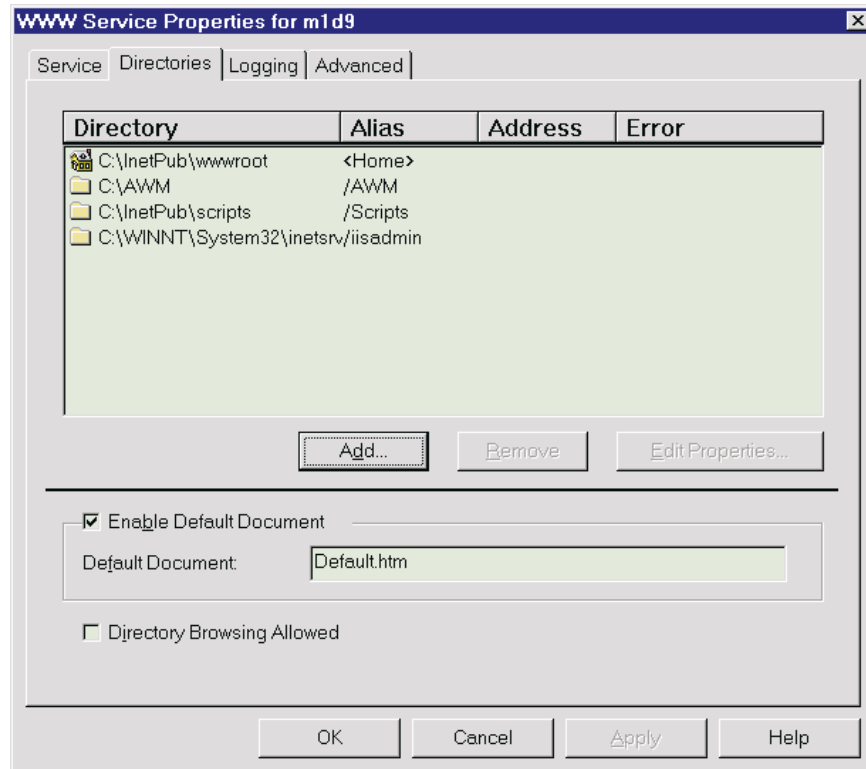 WWW Service Properties for m1d9
Service Directories Logging Advanced
Directory Alias Address Error
C:\InetPub\wwwroot <Home>
C:\AWM /AWM
C:\InetPub\scripts /Scripts
C:\WINNT\System32\inetsrv /iisadmin
Add... Remove Edit Properties...
Enable Default Document
Default Document: Default.htm
Directory Browsing Allowed
OK Cancel Apply Help